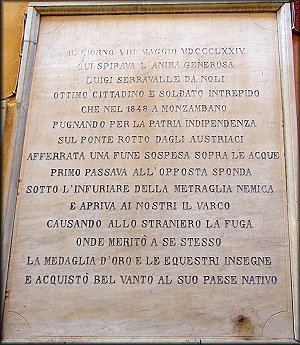 IL GIORNO VIII MAGGIO MDCCCLXXIV
QUI SPIRAVA L'ANIMA GENEROSA
LUIGI SERRAVALLE DA NOLI
OTTIMO CITTADINO E SOLDATO INTREPIDO
CHE NEL 1848 A MONZAMBANO
PUGNANDO PER LA PATRIA INDIPENDENZA
SUL PONTE ROTTO DAGLI AUSTRIACI
AFFERRATA UNA FUNE SOSPESA SOPRA LE ACQUE
PRIMO PASSAVA ALL'OPPOSTA SPONDA
SOTTO L'INFURIARE DELLA METRAGLIA NEMICA
E APRIVA AI NOSTRI IL VARCO
CAUSANDO ALLO STRANIERO LA FUGA
ONDE MERITÒ A SE STESSO
LA MEDAGLIA D'ORO E LE EQUESTRI INSEGNE
E ACQUISTÒ BEL VANTO AL SUO PAESE NATIVO